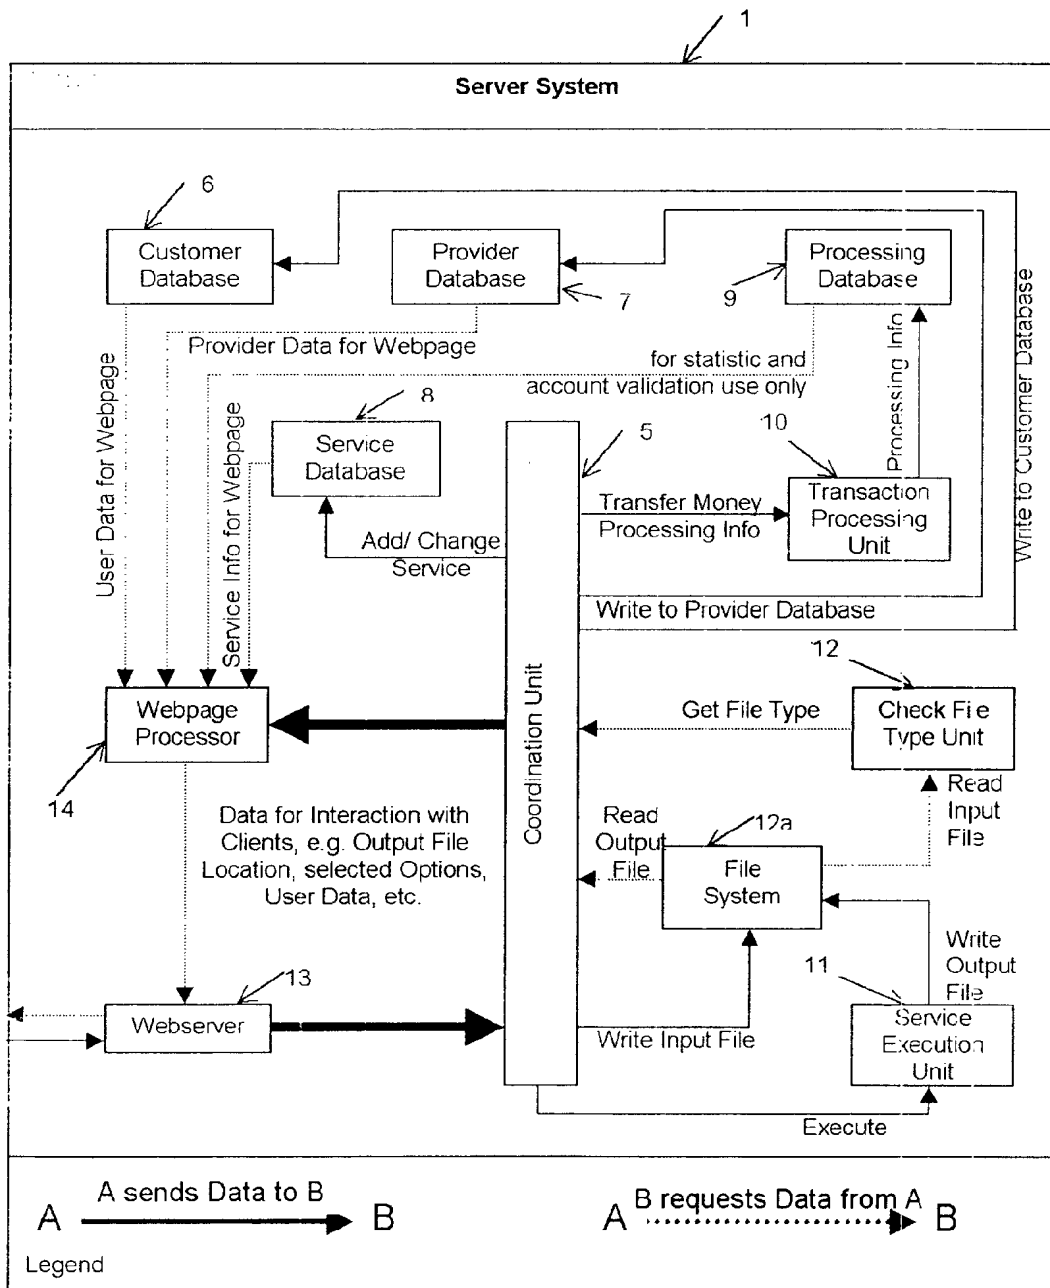 1
Server System
6
Customer
Database
Provider
Database
7
Processing
Database
9
Provider Data for Webpage
for statistic and
account validation use only
Processing Info
Write to Customer Database
User Data for Webpage
Service Info for Webpage
8
Service
Database
5
10
Transfer Money
Processing Info
Transaction
Processing
Unit
Add/ Change
Service
Write to Provider Database
Coordination Unit
12
Webpage
Processor
14
Get File Type
Check File
Type Unit
Read
Input
File
Data for Interaction with
Clients, e.g. Output File
Location, selected Options,
User Data, etc.
Read
Output
File
12a
File
System
Write
Output
File
11
13
Webserver
Write Input File
Service
Execution
Unit
Execute
A sends Data to B
A B
B requests Data from A
A B
Legend